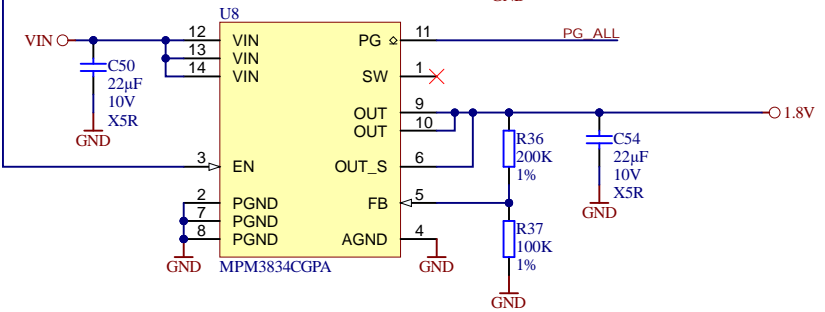 GND
U8
VIN
12
VIN
PG
11
PG_ALL
13
VIN
14
VIN
SW
1
C50
22µF
10V
X5R
GND
OUT
9
OUT
10
1.8V
3
EN
OUT_S
6
R36
200K
1%
C54
22µF
10V
X5R
GND
2
PGND
FB
5
7
PGND
8
PGND
AGND
4
R37
100K
1%
GND
MPM3834CGPA
GND
GND